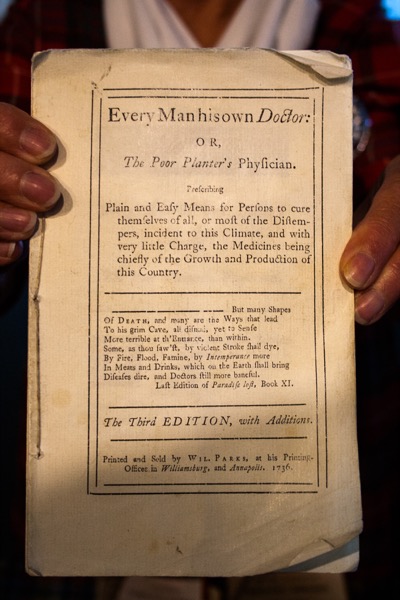 Every Man his own Doctor:
OR,
The Poor Planter's Phyſician.
Preſcribing
Plain and Eaſy Means for Perſons to cure
themſelves of all, or moſt of the Diſtem-
pers, incident to this Climate, and with
very little Charge, the Medicines being
chiefly of the Growth and Production of
this Country.
But many Shapes
Of DEATH, and many are the Ways that lead
To his grim Cave, all diſmal, yet to Senſe
More terrible at th'Entrance, than within.
Some, as thou ſaw'ſt, by violent Stroke ſhall dye,
By Fire, Flood, Famine, by Intemperance more
In Meats and Drinks, which on the Earth ſhall bring
Diſeaſes dire, and Doctors ſtill more baneful.
Laſt Edition of Paradiſe loſt, Book XI.
The Third EDITION, with Additions.
Printed and Sold by WIL. PARKS, at his Printing-
Office, in Williamsburg, and Annapolis. 1736.